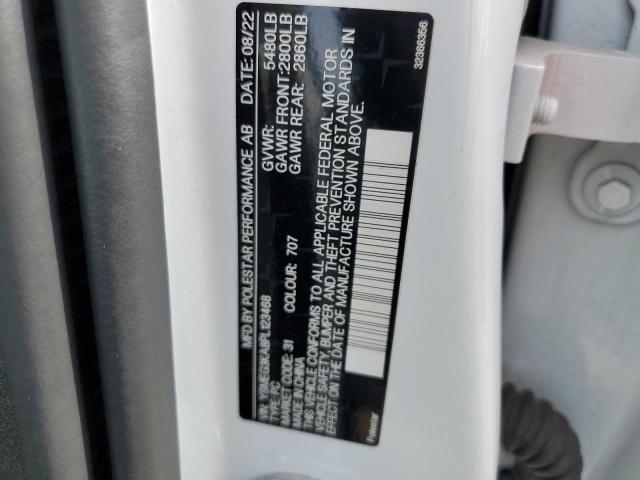 MFD BY POLESTAR PERFORMANCE AB DATE: 08/22
GVWR: 5480LB
GAWR FRONT: 2800LB
GAWR REAR: 2860LB
TYPE: PC
MARKET CODE: 31 COLOUR: 707
THIS VEHICLE CONFORMS TO ALL APPLICABLE FEDERAL MOTOR
VEHICLE SAFETY, BUMPER AND THEFT PREVENTION STANDARDS IN
EFFECT ON THE DATE OF MANUFACTURE SHOWN ABOVE.
MADE IN CHINA
Polestar
32366356